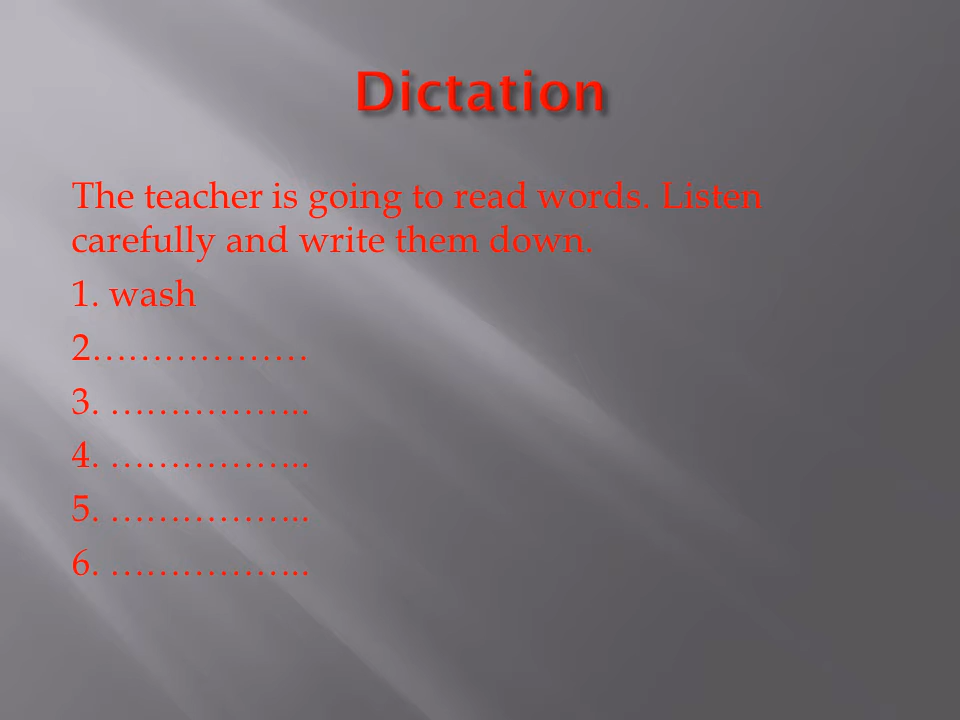 Dictation
The teacher is going to read words. Listen
carefully and write them down.
1. wash
2………………
3. ……………..
4. ……………..
5. ……………..
6. ……………..